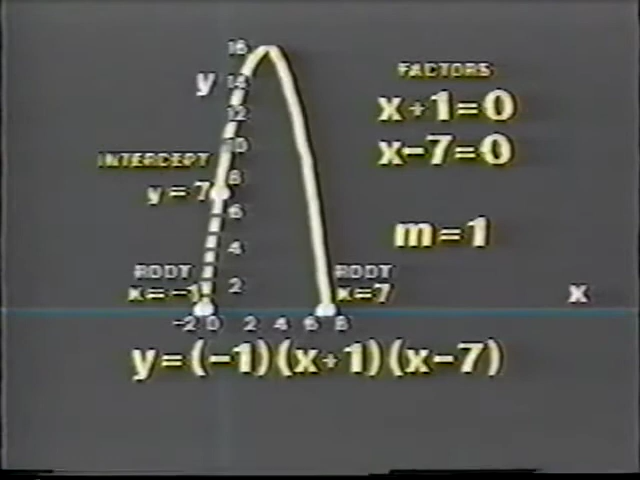 16
y
14
12
10
8
6
4
2
FACTORS
x+1=0
x-7=0
INTERCEPT
y=7
m=1
ROOT
x=-1
ROOT
x=7
x
-2 0 2 4 6 8
y=(-1)(x+1)(x-7)